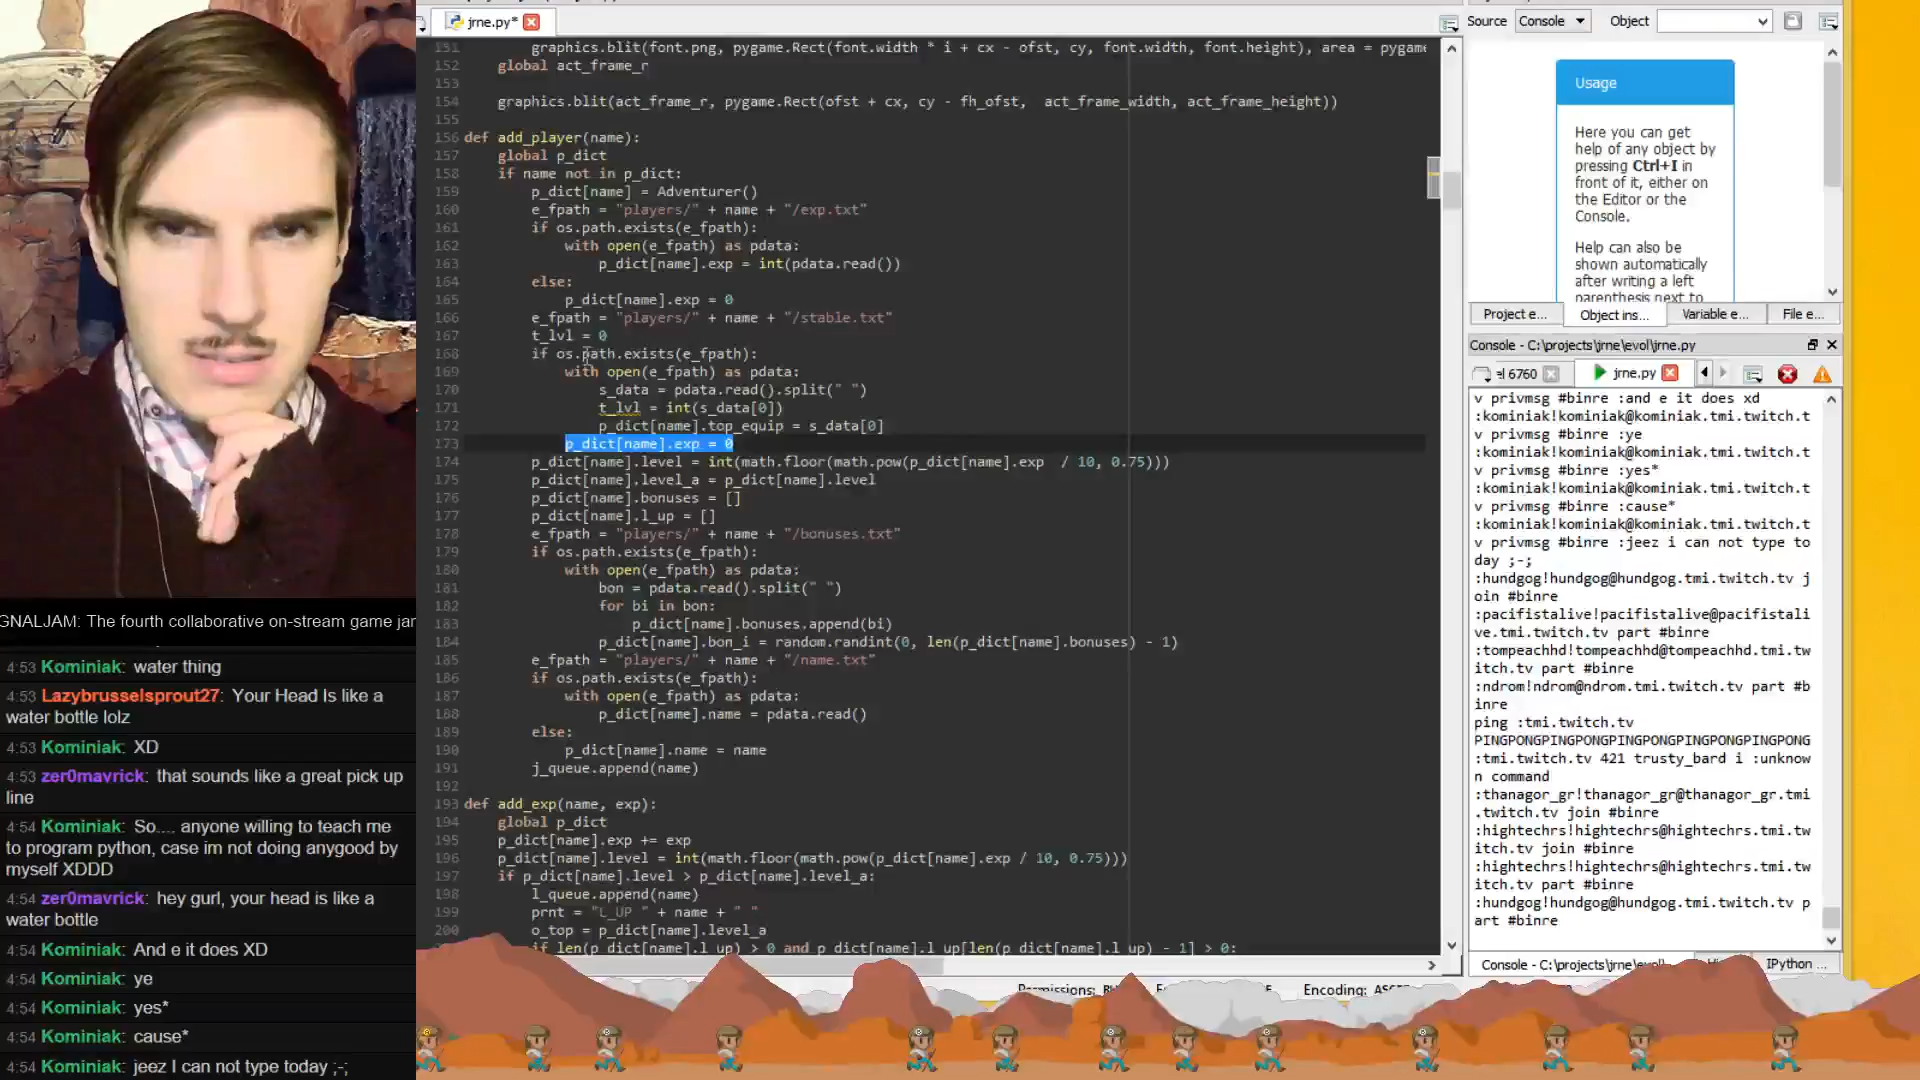 jrne.py*
151 graphics.blit(font.png, pygame.Rect(font.width * i + cx - ofst, cy, font.width, font.height), area = pygame
152 global act_frame_r
153
154 graphics.blit(act_frame_r, pygame.Rect(ofst + cx, cy - fh_ofst,  act_frame_width, act_frame_height))
155
156 def add_player(name):
157 global p_dict
158 if name not in p_dict:
159 p_dict[name] = Adventurer()
160 e_fpath = "players/" + name + "/exp.txt"
161 if os.path.exists(e_fpath):
162 with open(e_fpath) as pdata:
163 p_dict[name].exp = int(pdata.read())
164 else:
165 p_dict[name].exp = 0
166 e_fpath = "players/" + name + "/stable.txt"
167 t_lvl = 0
168 if os.path.exists(e_fpath):
169 with open(e_fpath) as pdata:
170 s_data = pdata.read().split(" ")
171 t_lvl = int(s_data[0])
172 p_dict[name].top_equip = s_data[0]
173 p_dict[name].exp = 0
174 p_dict[name].level = int(math.floor(math.pow(p_dict[name].exp  / 10, 0.75)))
175 p_dict[name].level_a = p_dict[name].level
176 p_dict[name].bonuses = []
177 p_dict[name].l_up = []
178 e_fpath = "players/" + name + "/bonuses.txt"
179 if os.path.exists(e_fpath):
180 with open(e_fpath) as pdata:
181 bon = pdata.read().split(" ")
182 for bi in bon:
183 p_dict[name].bonuses.append(bi)
184 p_dict[name].bon_i = random.randint(0, len(p_dict[name].bonuses) - 1)
185 e_fpath = "players/" + name + "/name.txt"
186 if os.path.exists(e_fpath):
187 with open(e_fpath) as pdata:
188 p_dict[name].name = pdata.read()
189 else:
190 p_dict[name].name = name
191 j_queue.append(name)
192
193 def add_exp(name, exp):
194 global p_dict
195 p_dict[name].exp += exp
196 p_dict[name].level = int(math.floor(math.pow(p_dict[name].exp / 10, 0.75)))
197 if p_dict[name].level > p_dict[name].level_a:
198 l_queue.append(name)
199 prnt = "L_UP " + name + " "
200 o_top = p_dict[name].level_a
if len(p_dict[name].l_up) > 0 and p_dict[name].l_up[len(p_dict[name].l_up) - 1] > 0:
Permissions:
Encoding:
Source Console Object
Usage
Here you can get
help of any object by
pressing Ctrl+I in
front of it, either on
the Editor or the
Console.
Help can also be
shown automatically
after writing a left
parenthesis next to
Project e... Object ins... Variable e... File e...
Console - C:\projects\jrne\evol\jrne.py
el 6760 jrne.py
v privmsg #binre :and e it does xd
:kominiak!kominiak@kominiak.tmi.twitch.t
v privmsg #binre :ye
:kominiak!kominiak@kominiak.tmi.twitch.t
v privmsg #binre :yes*
:kominiak!kominiak@kominiak.tmi.twitch.t
v privmsg #binre :cause*
:kominiak!kominiak@kominiak.tmi.twitch.t
v privmsg #binre :jeez i can not type to
day ;-;
:hundgog!hundgog@hundgog.tmi.twitch.tv j
oin #binre
:pacifistalive!pacifistalive@pacifistali
ve.tmi.twitch.tv part #binre
:tompeachhd!tompeachhd@tompeachhd.tmi.tw
itch.tv part #binre
:ndrom!ndrom@ndrom.tmi.twitch.tv part #b
inre
ping :tmi.twitch.tv
PINGPONGPINGPONGPINGPONGPINGPONGPINGPONG
:tmi.twitch.tv 421 trusty_bard i :unknow
n command
:thanagor_gr!thanagor_gr@thanagor_gr.tmi
.twitch.tv join #binre
:hightechrs!hightechrs@hightechrs.tmi.tw
itch.tv join #binre
:hightechrs!hightechrs@hightechrs.tmi.tw
itch.tv part #binre
:hundgog!hundgog@hundgog.tmi.twitch.tv p
art #binre
Console - C:\projects\jrne\evol IPython ...
GNALJAM: The fourth collaborative on-stream game jam
4:53 Kominiak: water thing
4:53 Lazybrusselsprout27: Your Head Is like a
water bottle lolz
4:53 Kominiak: XD
4:53 zer0mavrick: that sounds like a great pick up
line
4:54 Kominiak: So.... anyone willing to teach me
to program python, case im not doing anygood by
myself XDDD
4:54 zer0mavrick: hey gurl, your head is like a
water bottle
4:54 Kominiak: And e it does XD
4:54 Kominiak: ye
4:54 Kominiak: yes*
4:54 Kominiak: cause*
4:54 Kominiak: jeez I can not type today ;-;